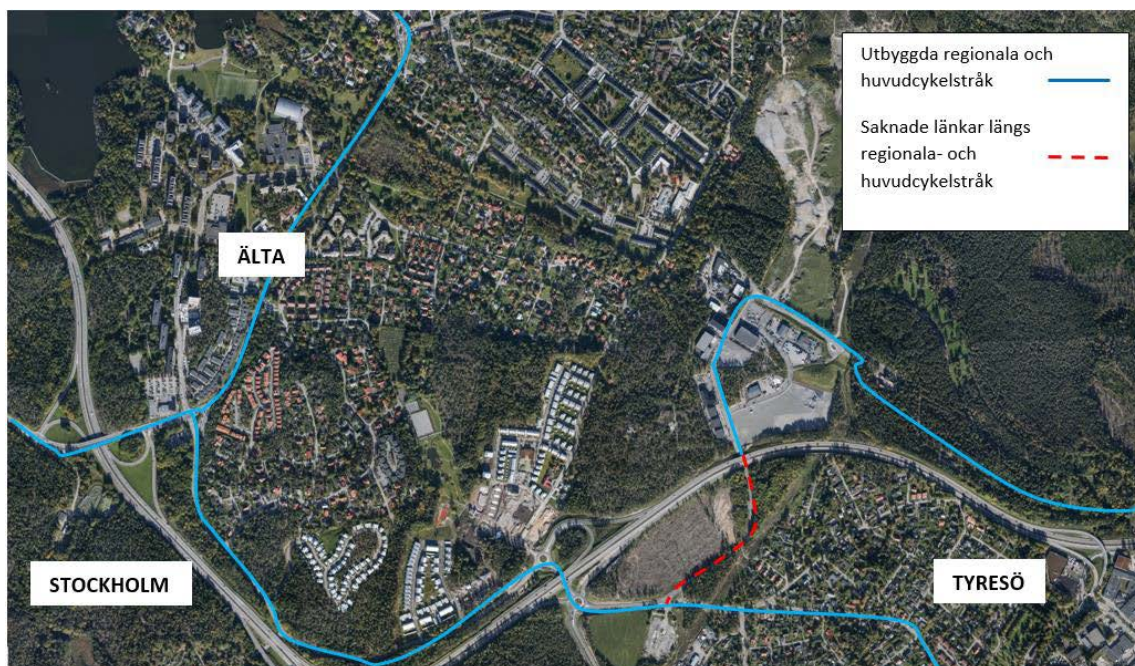 Utbyggda regionala och
huvudcykelstråk
Saknade länkar längs
regionala- och
huvudcykelstråk
ÄLTA
STOCKHOLM
TYRESÖ